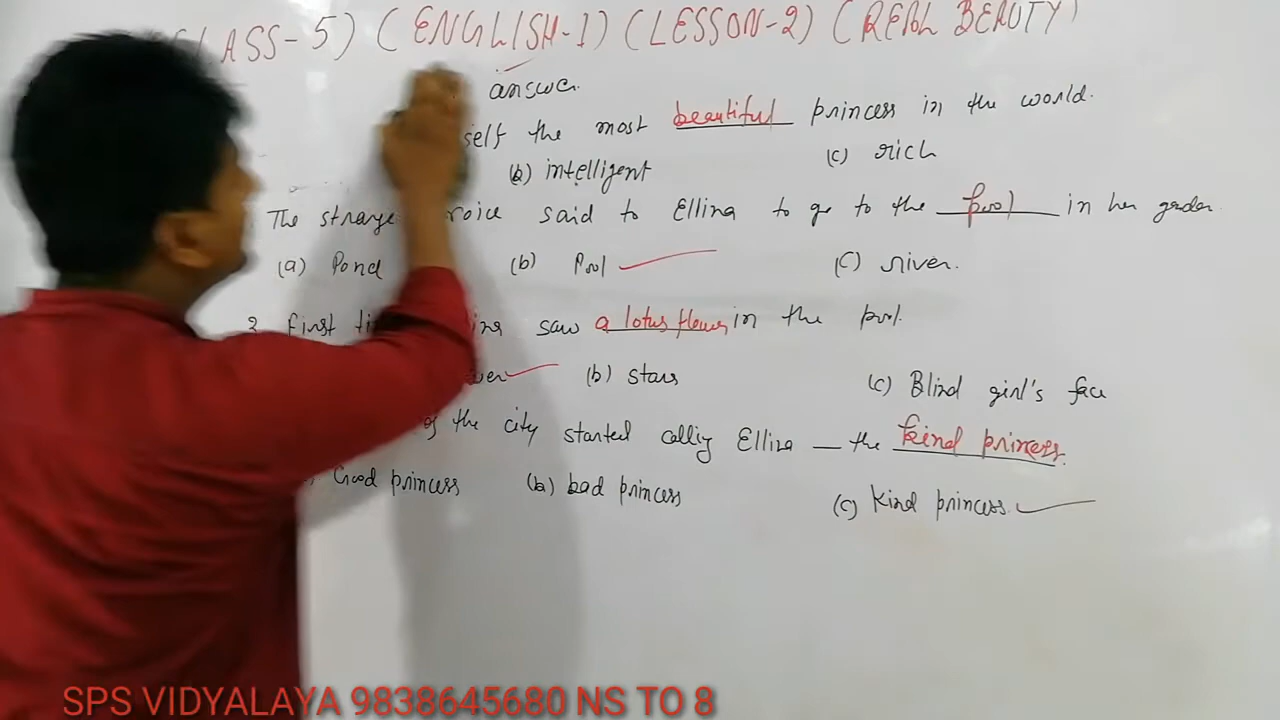 CLASS-5) (ENGLISH-1) (LESSON-2) (REAL BEAUTY)
answer.
self the most beautiful princess in the world.
(b) intelligent (c) rich
The strange voice said to Ellina to go to the pool in her garden
(a) Pond (b) Pool (c) river.
3. First saw a lotus flower in the pool.
(b) stars (c) Blind girl's face
of the city started calling Ellina — the kind princess.
Good princess (b) bad princess (c) Kind princess
SPS VIDYALAYA 9838645680 NS TO 8